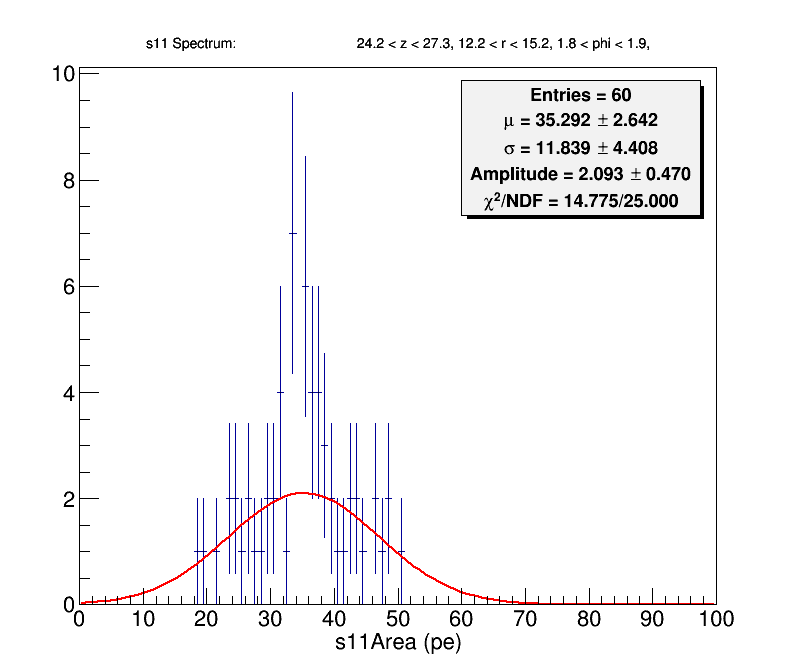 s11 Spectrum: 24.2 < z < 27.3, 12.2 < r < 15.2, 1.8 < phi < 1.9,
Entries = 60
μ = 35.292 ± 2.642
σ = 11.839 ± 4.408
Amplitude = 2.093 ± 0.470
χ²/NDF = 14.775/25.000
10
8
6
4
2
0
0 10 20 30 40 50 60 70 80 90 100
s11Area (pe)